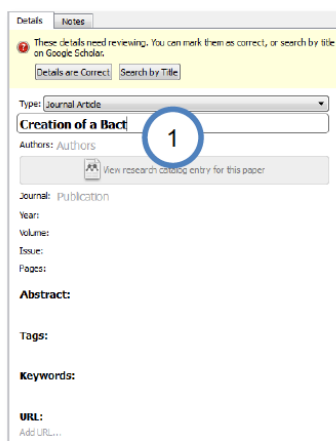 Details Notes
These details need reviewing. You can mark them as correct, or search by title
on Google Scholar.
Details are Correct Search by Title
Type: Journal Article
Creation of a Bact
1
Authors: Authors
View research catalog entry for this paper
Journal: Publication
Year:
Volume:
Issue:
Pages:
Abstract:
Tags:
Keywords:
URL:
Add URL...